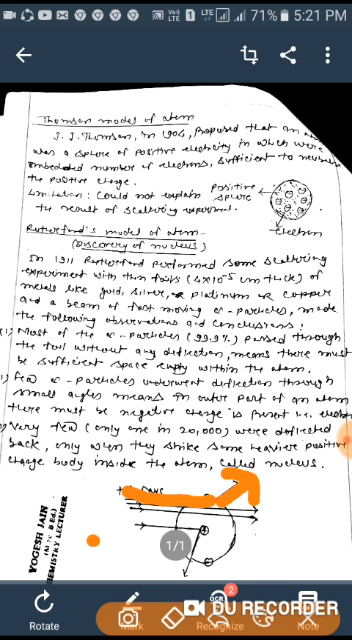 71% 5:21 PM
Thomson modes of atom
J. J. Thomson, in 1904, proposed that an
was a sphere of positive electricity in which were
embedded number of electrons, sufficient to
the positive charge.
Limitation: Could not explain
the result of scattering experiment.
Positive
sphere
electron
Rutherford's model of atom-
(Discovery of nucleus)
In 1911 Rutherford performed some scattering
experiment with thin foils (4x10⁻⁵ cm thick) of
metals like gold, silver, platinum or copper
and a beam of fast moving α-particles, made
the following observations and conclusions:
Most of the α-particles (99.9%) passed through
the foil without any deflection, means there must
be sufficient space empty within the atom.
Few α-particles underwent deflection through
small angles means in outer part of an atom
there must be negative charge is present i.e.
Very few (only one in 20,000) were deflected
back, only when they strike some heavier positive
charge body inside the atom, called nucleus.
YOGESH JAIN
CHEMISTRY LECTURER
1/1
Rotate
Mark
OCR
2
Recognize
Note
DU RECORDER